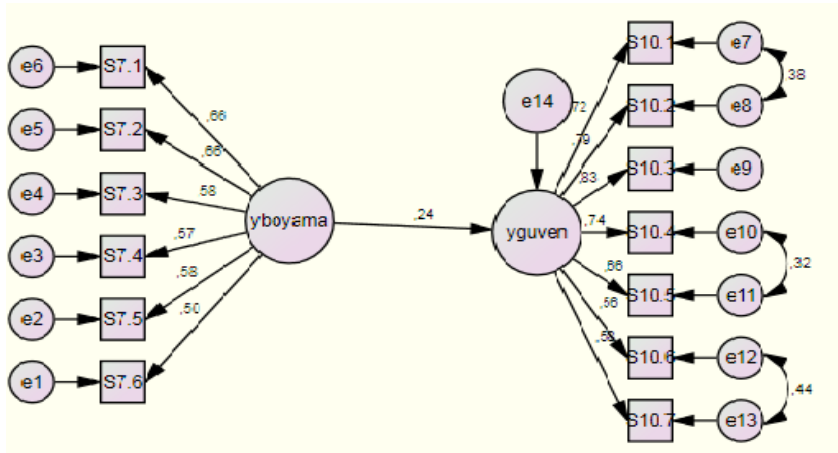 e6
S7.1
,66
e5
S7.2
,66
e4
S7.3
58
e3
S7.4
,57
e2
S7.5
,58
e1
S7.6
,50
yboyama
,24
e14
yguven
72
S10.1
e7
,38
,79
S10.2
e8
,83
S10.3
e9
,74
S10.4
e10
,32
,66
S10.5
e11
,56
S10.6
e12
,44
S10.7
e13